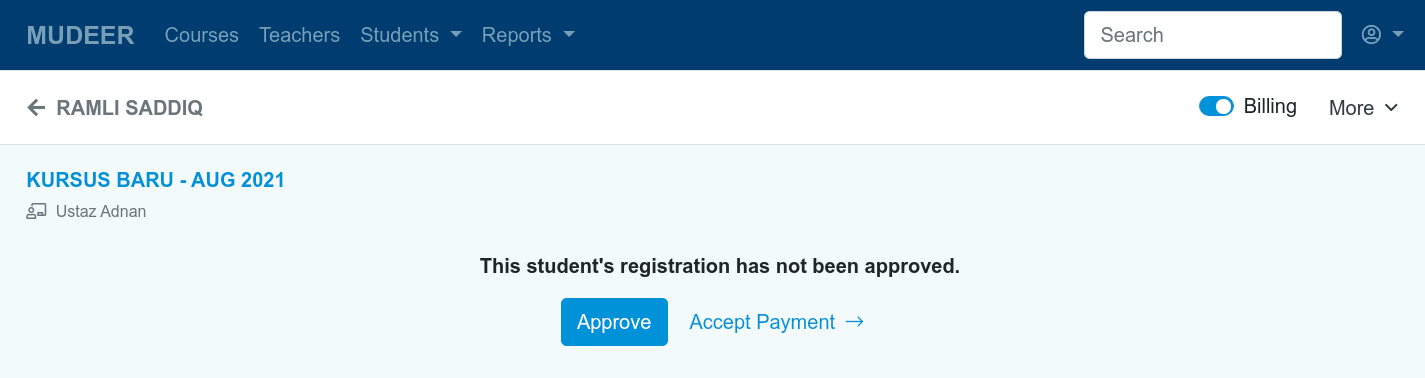 MUDEER Courses Teachers Students Reports Search
RAMLI SADDIQ Billing More
KURSUS BARU - AUG 2021
Ustaz Adnan
This student's registration has not been approved.
Approve Accept Payment →